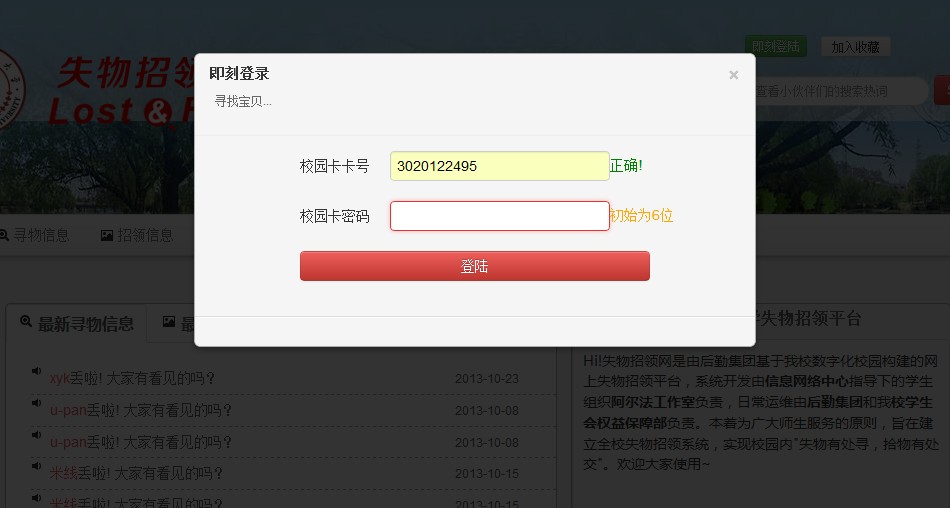 即刻登陆
加入收藏
失物招领
Lost & F
查看小伙伴们的搜索热词
即刻登录
×
寻找宝贝...
校园卡卡号
3020122495
正确!
校园卡密码
初始为6位
登陆
寻物信息
招领信息
最新寻物信息
最
学失物招领平台
xyk丢啦! 大家有看见的吗?
2013-10-23
u-pan丢啦! 大家有看见的吗?
2013-10-08
u-pan丢啦! 大家有看见的吗?
2013-10-08
米线丢啦! 大家有看见的吗?
2013-10-15
米线丢啦! 大家有看见的吗?
2013-10-15
Hi!失物招领网是由后勤集团基于我校数字化校园构建的网
上失物招领平台，系统开发由信息网络中心指导下的学生
组织阿尔法工作室负责，日常运维由后勤集团和我校学生
会权益保障部负责。本着为广大师生服务的原则，旨在建
立全校失物招领系统，实现校园内"失物有处寻，拾物有处
交"。欢迎大家使用~